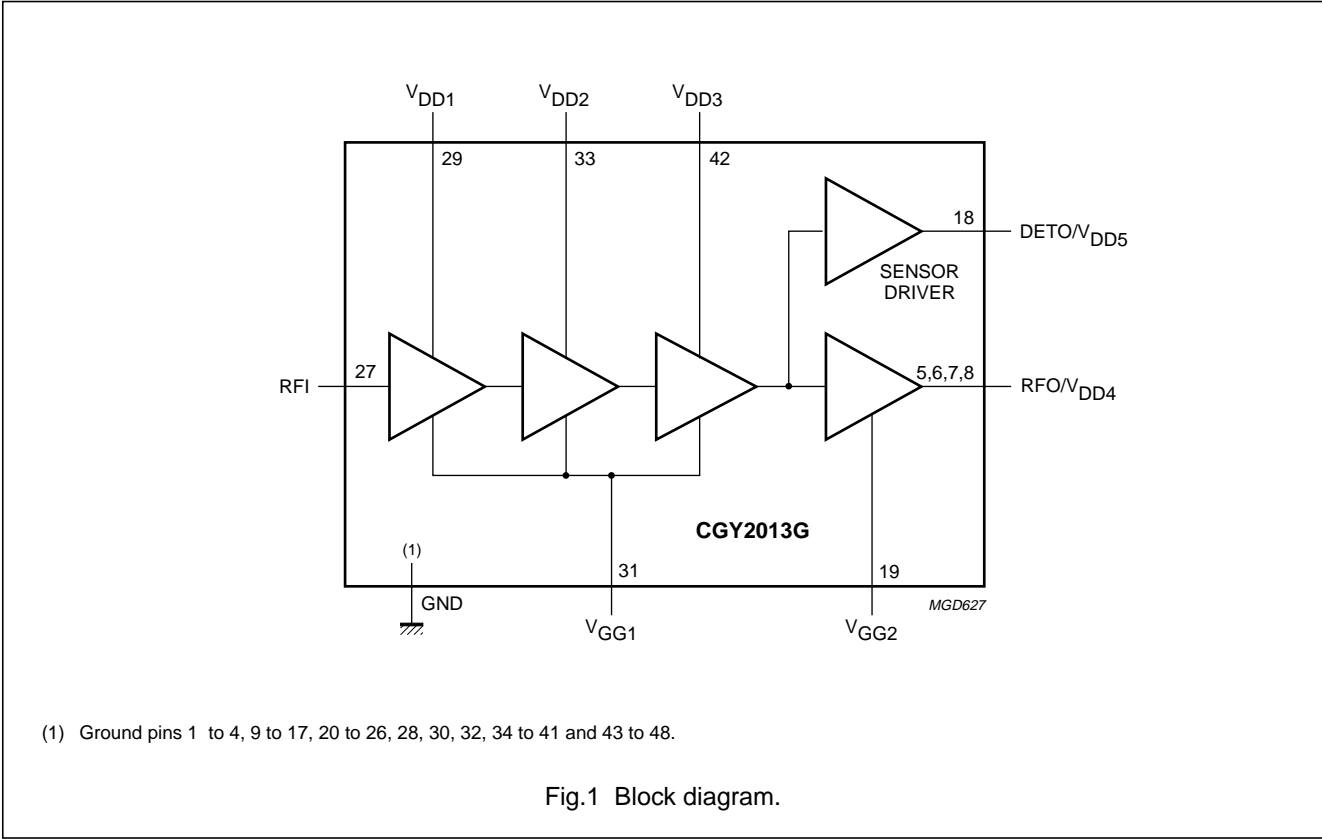 VDD1 VDD2 VDD3
29 33 42
18
DETO/VDD5
SENSOR
DRIVER
RFI 27
5,6,7,8
RFO/VDD4
CGY2013G
(1)
31
19
GND
MGD627
VGG1
VGG2
(1) Ground pins 1 to 4, 9 to 17, 20 to 26, 28, 30, 32, 34 to 41 and 43 to 48.
Fig.1 Block diagram.